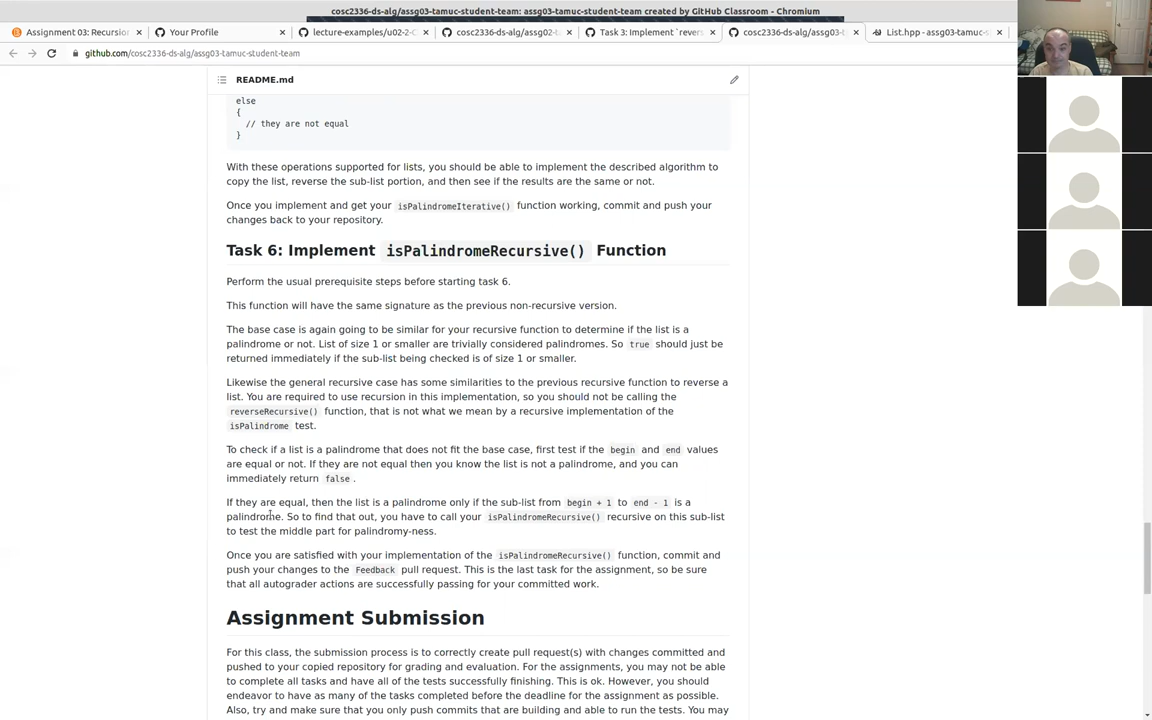 cosc2336-ds-alg/assg03-tamuc-student-team: assg03-tamuc-student-team created by GitHub Classroom - Chromium
Assignment 03: Recursion
Your Profile
lecture-examples/u02-2-
cosc2336-ds-alg/assg02-t
Task 3: Implement `revers
cosc2336-ds-alg/assg03-t
List.hpp - assg03-tamuc-s
github.com/cosc2336-ds-alg/assg03-tamuc-student-team
README.md
else
{
// they are not equal
}
With these operations supported for lists, you should be able to implement the described algorithm to
copy the list, reverse the sub-list portion, and then see if the results are the same or not.
Once you implement and get your isPalindromeIterative() function working, commit and push your
changes back to your repository.
Task 6: Implement isPalindromeRecursive() Function
Perform the usual prerequisite steps before starting task 6.
This function will have the same signature as the previous non-recursive version.
The base case is again going to be similar for your recursive function to determine if the list is a
palindrome or not. List of size 1 or smaller are trivially considered palindromes. So true should just be
returned immediately if the sub-list being checked is of size 1 or smaller.
Likewise the general recursive case has some similarities to the previous recursive function to reverse a
list. You are required to use recursion in this implementation, so you should not be calling the
reverseRecursive() function, that is not what we mean by a recursive implementation of the
isPalindrome test.
To check if a list is a palindrome that does not fit the base case, first test if the begin and end values
are equal or not. If they are not equal then you know the list is not a palindrome, and you can
immediately return false .
If they are equal, then the list is a palindrome only if the sub-list from begin + 1 to end - 1 is a
palindrome. So to find that out, you have to call your isPalindromeRecursive() recursive on this sub-list
to test the middle part for palindromy-ness.
Once you are satisfied with your implementation of the isPalindromeRecursive() function, commit and
push your changes to the Feedback pull request. This is the last task for the assignment, so be sure
that all autograder actions are successfully passing for your committed work.
Assignment Submission
For this class, the submission process is to correctly create pull request(s) with changes committed and
pushed to your copied repository for grading and evaluation. For the assignments, you may not be able
to complete all tasks and have all of the tests successfully finishing. This is ok. However, you should
endeavor to have as many of the tasks completed before the deadline for the assignment as possible.
Also, try and make sure that you only push commits that are building and able to run the tests. You may